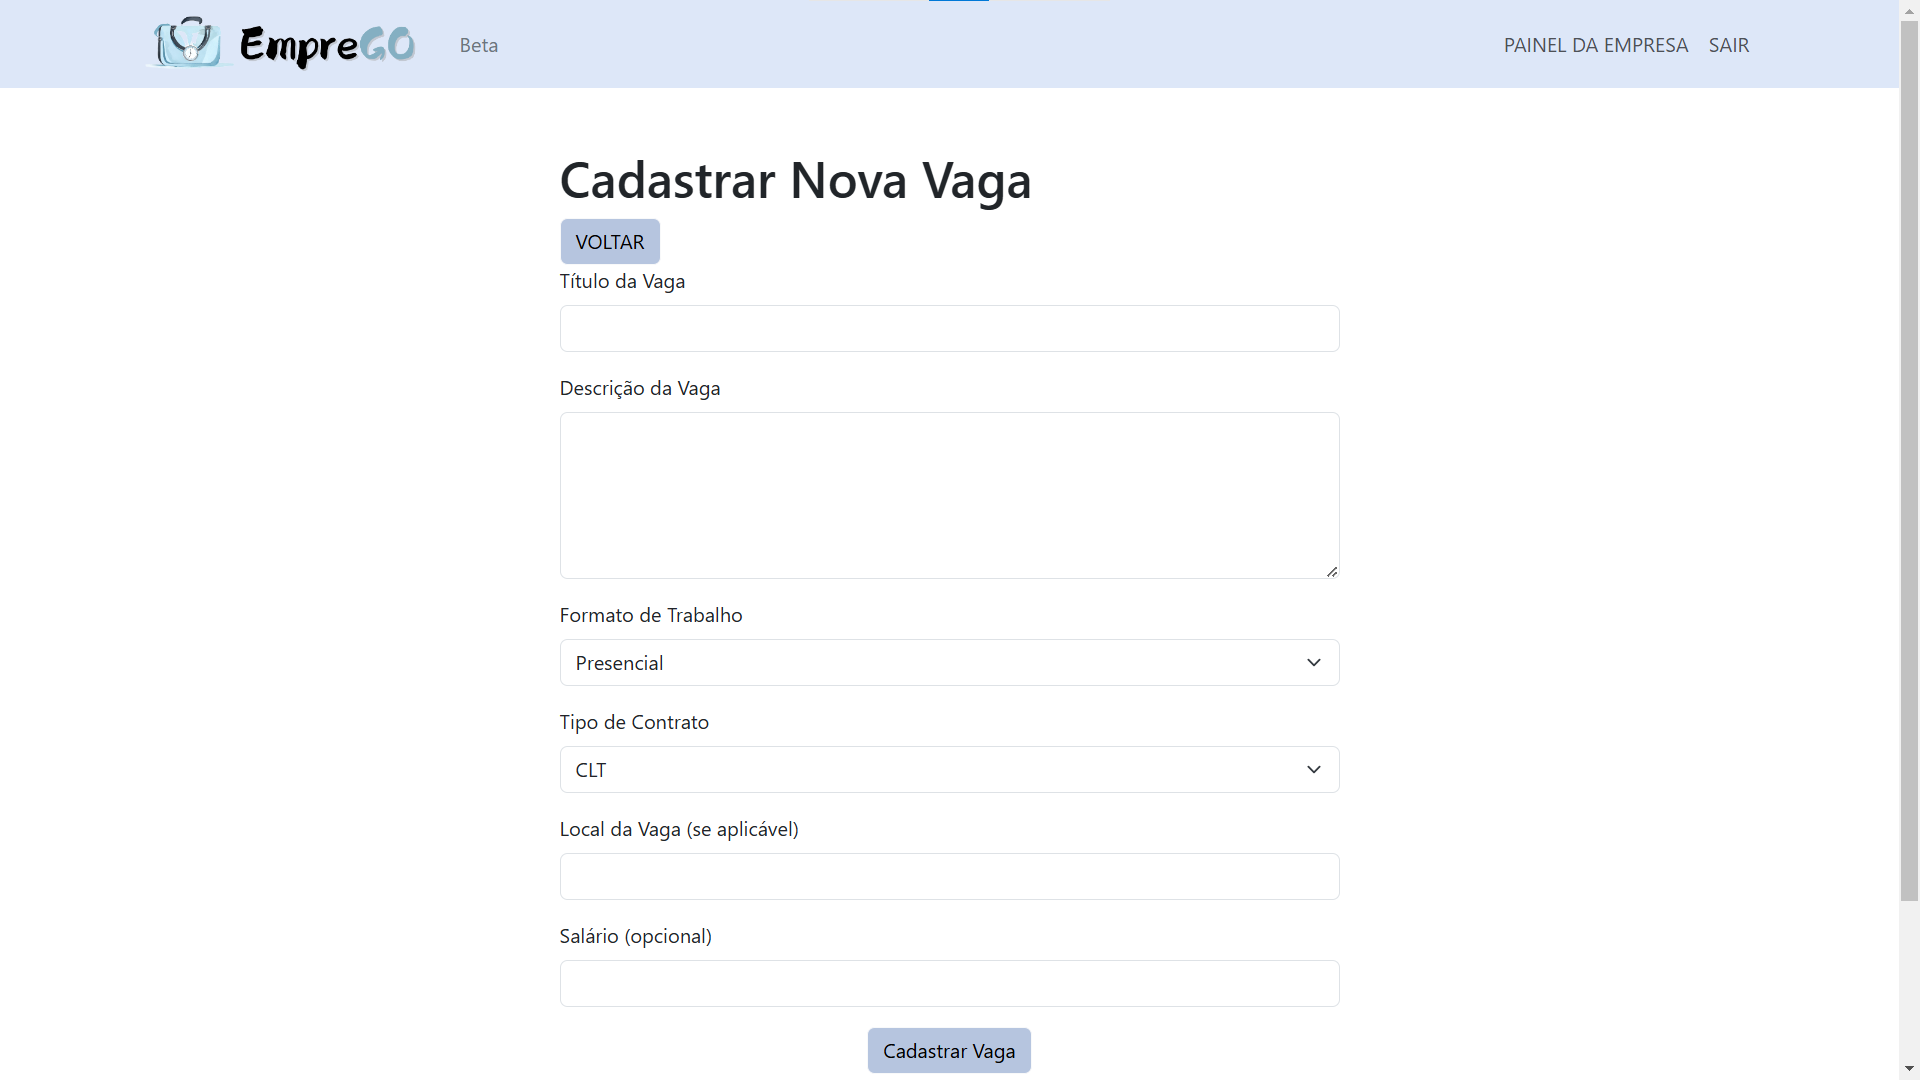 EmpreGO
Beta
PAINEL DA EMPRESA
SAIR
Cadastrar Nova Vaga
VOLTAR
Título da Vaga
Descrição da Vaga
Formato de Trabalho
Presencial
Tipo de Contrato
CLT
Local da Vaga (se aplicável)
Salário (opcional)
Cadastrar Vaga